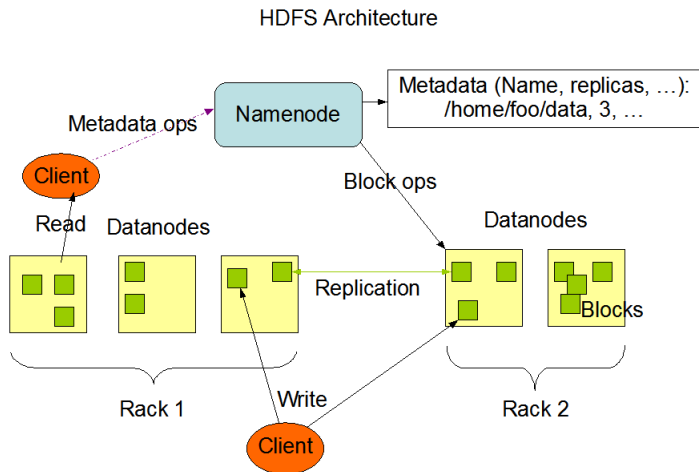 HDFS Architecture
Metadata (Name, replicas, …):
/home/foo/data, 3, …
Namenode
Metadata ops
Client
Block ops
Read
Datanodes
Datanodes
Replication
Blocks
Rack 1
Write
Rack 2
Client